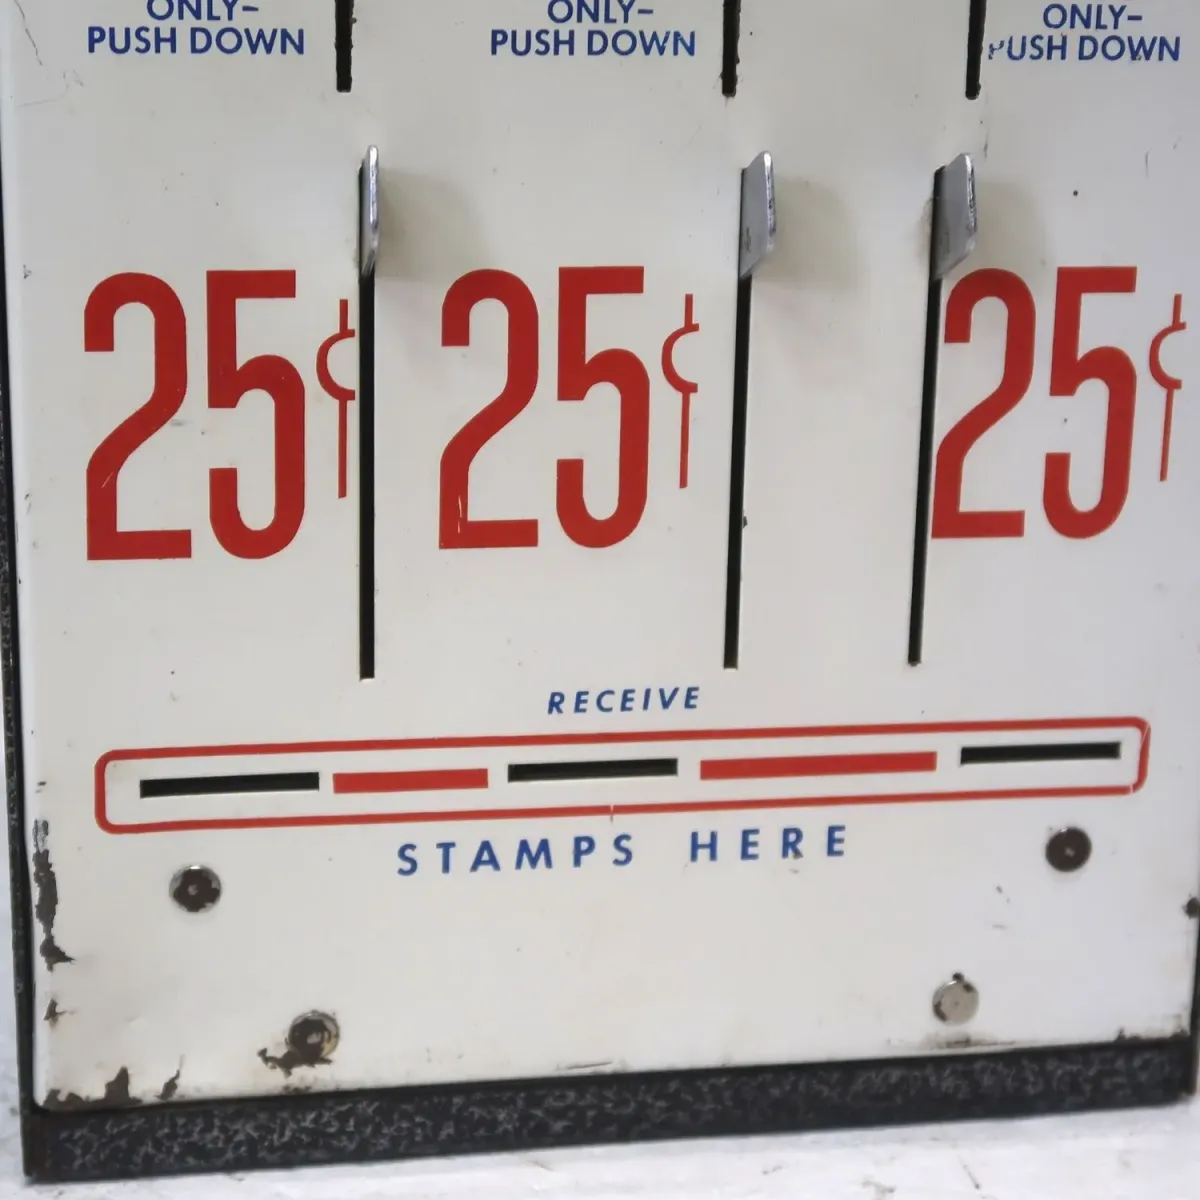 ONLY-
PUSH DOWN
ONLY-
PUSH DOWN
ONLY-
PUSH DOWN
25¢
25¢
25¢
RECEIVE
STAMPS HERE